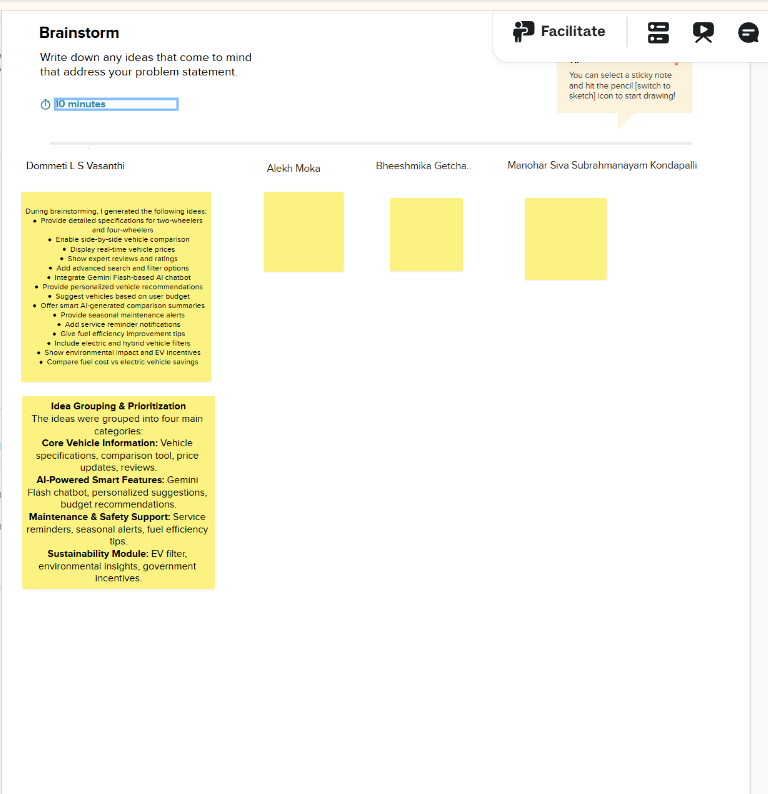 Brainstorm
Write down any ideas that come to mind
that address your problem statement.
10 minutes
Facilitate
You can select a sticky note
and hit the pencil [switch to
sketch] icon to start drawing!
Dommeti L S Vasanthi
Alekh Moka
Bheeshmika Getcha..
Manohar Siva Subrahmanayam Kondapalli
During brainstorming, I generated the following ideas:
• Provide detailed specifications for two-wheelers
and four-wheelers
• Enable side-by-side vehicle comparison
• Display real-time vehicle prices
• Show expert reviews and ratings
• Add advanced search and filter options
• Integrate Gemini Flash-based AI chatbot
• Provide personalized vehicle recommendations
• Suggest vehicles based on user budget
• Offer smart AI-generated comparison summaries
• Provide seasonal maintenance alerts
• Add service reminder notifications
• Give fuel efficiency improvement tips
• Include electric and hybrid vehicle filters
• Show environmental impact and EV incentives
• Compare fuel cost vs electric vehicle savings
Idea Grouping & Prioritization
The ideas were grouped into four main
categories:
Core Vehicle Information: Vehicle
specifications, comparison tool, price
updates, reviews.
AI-Powered Smart Features: Gemini
Flash chatbot, personalized suggestions,
budget recommendations.
Maintenance & Safety Support: Service
reminders, seasonal alerts, fuel efficiency
tips.
Sustainability Module: EV filter,
environmental insights, government
incentives.